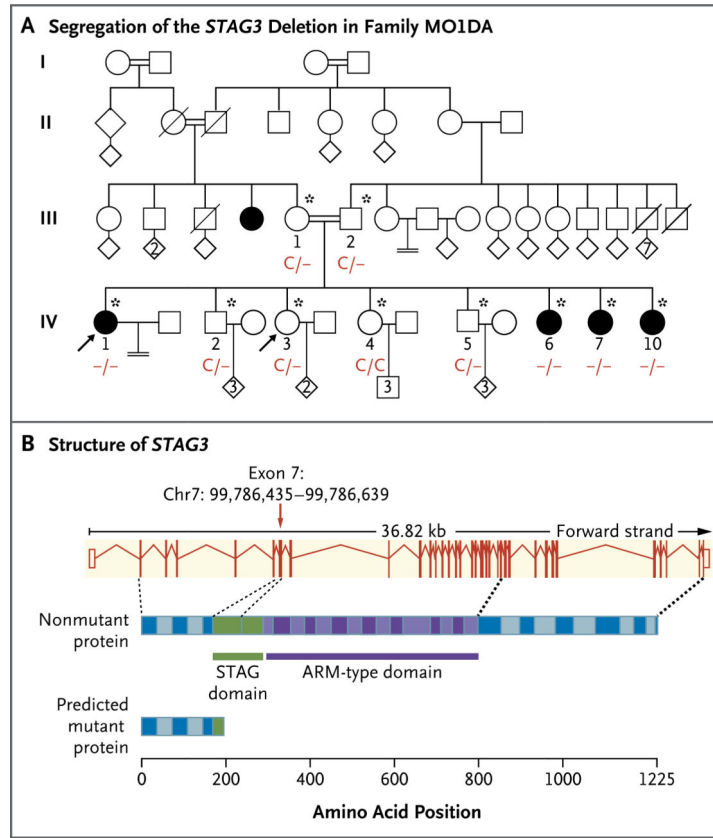 A Segregation of the STAG3 Deletion in Family MO1DA
I
II
III
2
* *
7
1 2
C/– C/–
IV
* * * * * * * *
1 2 3 4 5 6 7 10
–/– C/– C/– C/C C/– –/– –/– –/–
3 2 3 3
B Structure of STAG3
Exon 7:
Chr7: 99,786,435–99,786,639
36.82 kb Forward strand
Nonmutant
protein
STAG
domain
ARM-type domain
Predicted
mutant
protein
0 200 400 600 800 1000 1225
Amino Acid Position